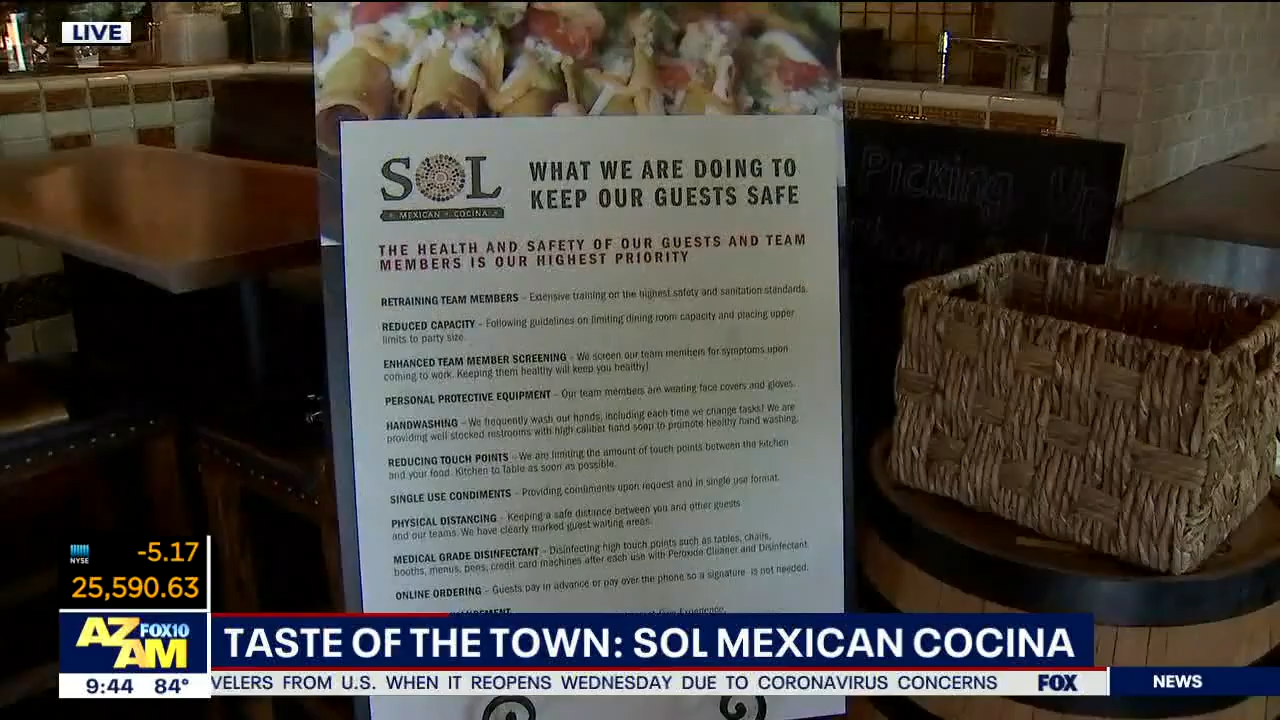 LIVE
SOL
MEXICAN COCINA
WHAT WE ARE DOING TO
KEEP OUR GUESTS SAFE
THE HEALTH AND SAFETY OF OUR GUESTS AND TEAM
MEMBERS IS OUR HIGHEST PRIORITY
RETRAINING TEAM MEMBERS – Extensive training on the highest safety and sanitation standards.
REDUCED CAPACITY – Following guidelines on limiting dining room capacity and placing upper
limits to party size.
ENHANCED TEAM MEMBER SCREENING – We screen our team members for symptoms upon
coming to work. Keeping them healthy will keep you healthy!
PERSONAL PROTECTIVE EQUIPMENT – Our team members are wearing face covers and gloves.
HANDWASHING – We frequently wash our hands, including each time we change tasks! We are
providing well stocked restrooms with high caliber hand soap to promote healthy hand washing.
REDUCING TOUCH POINTS – We are limiting the amount of touch points between the kitchen
and your food. Kitchen to table as soon as possible.
SINGLE USE CONDIMENTS – Providing condiments upon request and in single use format.
PHYSICAL DISTANCING – Keeping a safe distance between you and other guests
and our teams. We have clearly marked guest waiting areas.
MEDICAL GRADE DISINFECTANT – Disinfecting high touch points such as tables, chairs,
booths, menus, pens, credit card machines after each use with Peroxide Cleaner and Disinfectant
ONLINE ORDERING – Guests pay in advance or pay over the phone so a signature is not needed.
Experience.
Picking Up
NYSE
-5.17
25,590.63
AZ AM FOX10
9:44 84°
TASTE OF THE TOWN: SOL MEXICAN COCINA
VELERS FROM U.S. WHEN IT REOPENS WEDNESDAY DUE TO CORONAVIRUS CONCERNS
FOX
NEWS